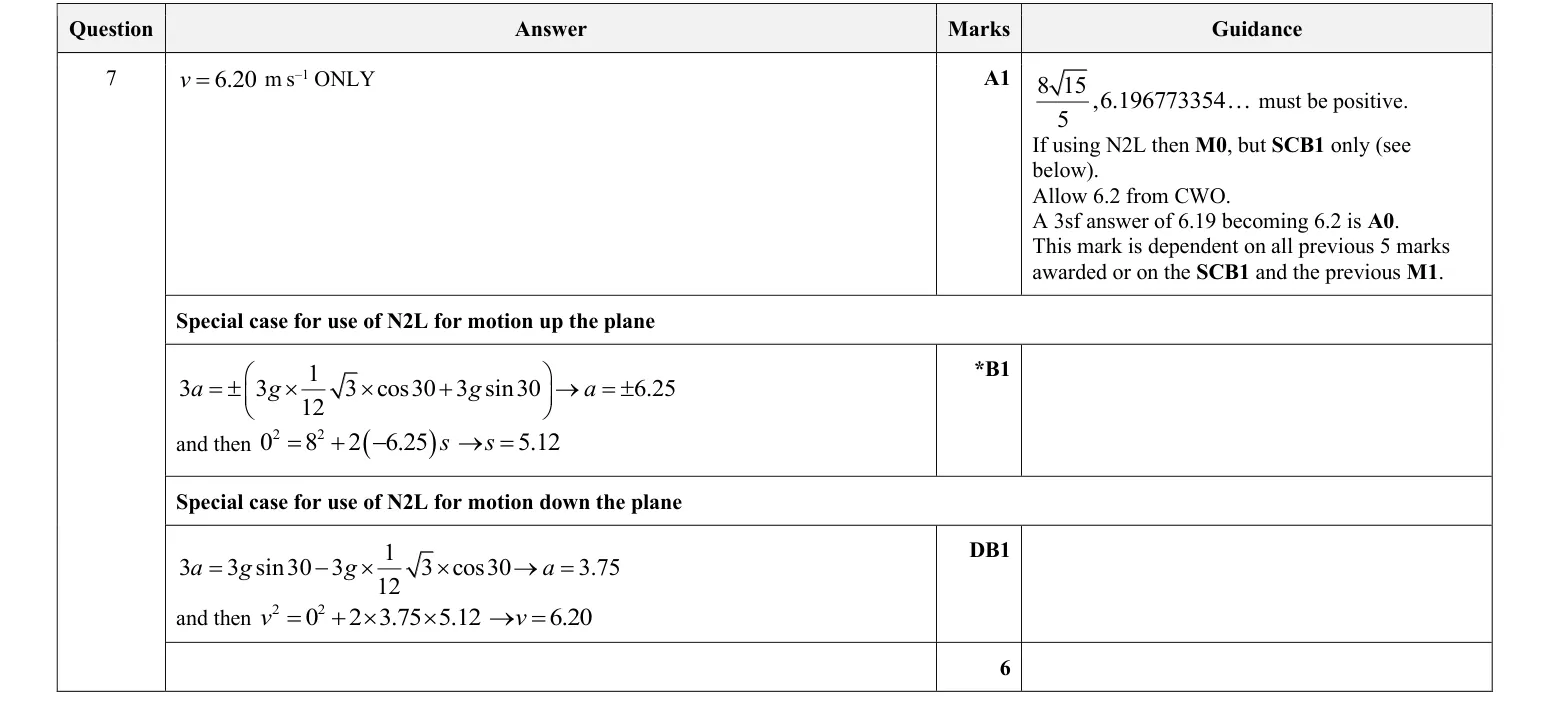 Question Answer Marks Guidance
7 v = 6.20 m s⁻¹ ONLY A1 8√15/5 , 6.196773354… must be positive.
If using N2L then M0, but SCB1 only (see
below).
Allow 6.2 from CWO.
A 3sf answer of 6.19 becoming 6.2 is A0.
This mark is dependent on all previous 5 marks
awarded or on the SCB1 and the previous M1.
Special case for use of N2L for motion up the plane
3a = ±(3g × 1/12 √3 × cos 30 + 3g sin 30) → a = ±6.25 *B1
and then 0² = 8² + 2(−6.25)s → s = 5.12
Special case for use of N2L for motion down the plane
3a = 3g sin 30 − 3g × 1/12 √3 × cos 30 → a = 3.75 DB1
and then v² = 0² + 2×3.75×5.12 → v = 6.20
6